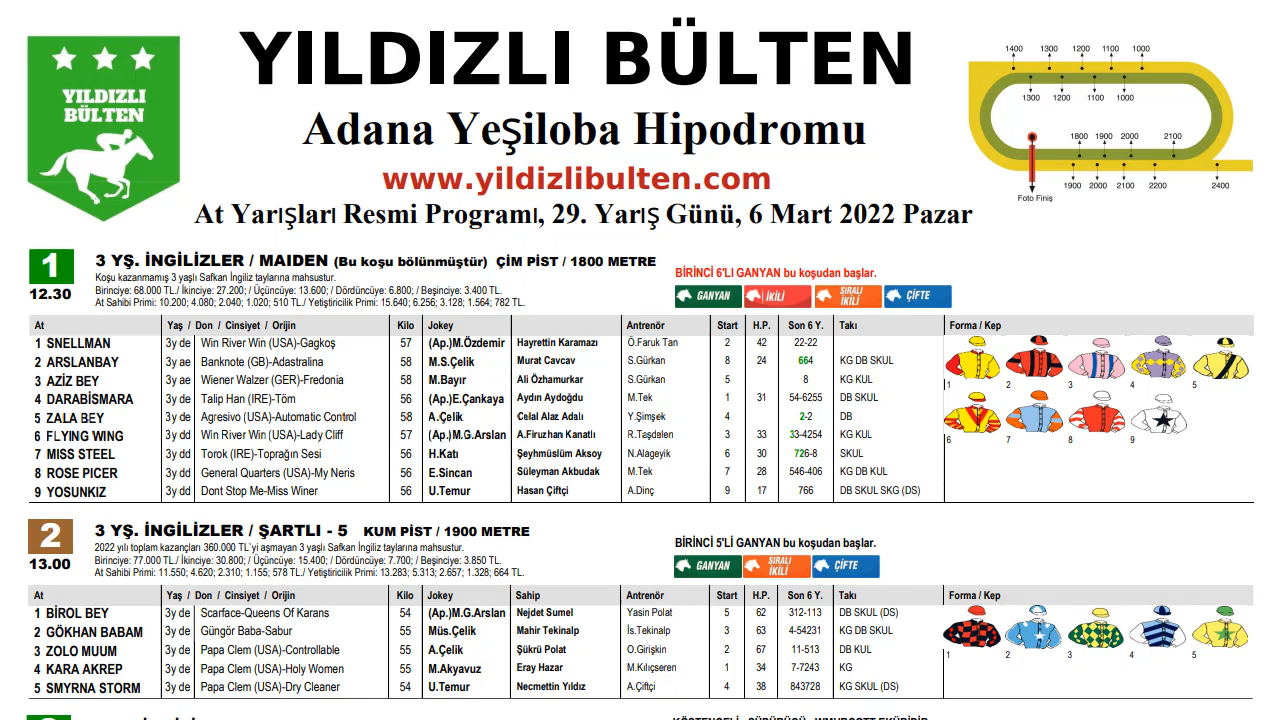 YILDIZLI BÜLTEN
YILDIZLI
BÜLTEN
Adana Yeşiloba Hipodromu
www.yildizlibulten.com
At Yarışları Resmi Programı, 29. Yarış Günü, 6 Mart 2022 Pazar
1400 1300 1200 1100 1000
1300 1200 1100 1000
1800 1900 2000 2100
1900 2000 2100 2200 2400
Foto Finiş
1
12.30
3 YŞ. İNGİLİZLER / MAIDEN (Bu koşu bölünmüştür) ÇİM PİST / 1800 METRE
Koşu kazanmamış 3 yaşlı Safkan İngiliz taylarına mahsustur.
Birinciye: 68.000 TL./ İkinciye: 27.200; / Üçüncüye: 13.600; / Dördüncüye: 6.800; / Beşinciye: 3.400 TL.
At Sahibi Primi: 10.200; 4.080; 2.040; 1.020; 510 TL./ Yetiştiricilik Primi: 15.640; 6.256; 3.128; 1.564; 782 TL.
BİRİNCİ 6'LI GANYAN bu koşudan başlar.
GANYAN İKİLİ SIRALI İKİLİ ÇİFTE
At Yaş / Don / Cinsiyet / Orijin Kilo Jokey Antrenör Start H.P. Son 6 Y. Takı Forma / Kep
1 SNELLMAN 3y de Win River Win (USA)-Gagkoş 57 (Ap.)M.Özdemir Hayrettin Karamazı Ö.Faruk Tan 2 42 22-22
2 ARSLANBAY 3y ae Banknote (GB)-Adastralina 58 M.S.Çelik Murat Cavcav S.Gürkan 8 24 664 KG DB SKUL
3 AZİZ BEY 3y ae Wiener Walzer (GER)-Fredonia 58 M.Bayır Ali Özhamurkar S.Gürkan 5 8 KG KUL
4 DARABİSMARA 3y de Talip Han (IRE)-Töm 56 (Ap.)E.Çankaya Aydın Aydoğdu M.Tek 1 31 54-6255 DB SKUL
5 ZALA BEY 3y de Agresivo (USA)-Automatic Control 58 A.Çelik Celal Alaz Adalı Y.Şimşek 4 2-2 DB
6 FLYING WING 3y dd Win River Win (USA)-Lady Cliff 57 (Ap.)M.G.Arslan A.Firuzhan Kanatlı R.Taşdelen 3 33 33-4254 KG KUL
7 MISS STEEL 3y dd Torok (IRE)-Toprağın Sesi 56 H.Katı Şeyhmüslüm Aksoy N.Alageyik 6 30 726-8 SKUL
8 ROSE PICER 3y dd General Quarters (USA)-My Neris 56 E.Sincan Süleyman Akbudak M.Tek 7 28 546-406 KG DB KUL
9 YOSUNKIZ 3y dd Dont Stop Me-Miss Winer 56 U.Temur Hasan Çiftçi A.Dinç 9 17 766 DB SKUL SKG (DS)
1 2 3 4 5
6 7 8 9
2
13.00
3 YŞ. İNGİLİZLER / ŞARTLI - 5 KUM PİST / 1900 METRE
2022 yılı toplam kazançları 360.000 TL`yi aşmayan 3 yaşlı Safkan İngiliz taylarına mahsustur.
Birinciye: 77.000 TL./ İkinciye: 30.800; / Üçüncüye: 15.400; / Dördüncüye: 7.700; / Beşinciye: 3.850 TL.
At Sahibi Primi: 11.550; 4.620; 2.310; 1.155; 578 TL./ Yetiştiricilik Primi: 13.283; 5.313; 2.657; 1.328; 664 TL.
BİRİNCİ 5'Lİ GANYAN bu koşudan başlar.
GANYAN SIRALI İKİLİ ÇİFTE
At Yaş / Don / Cinsiyet / Orijin Kilo Jokey Sahip Antrenör Start H.P. Son 6 Y. Takı Forma / Kep
1 BİROL BEY 3y de Scarface-Queens Of Karans 54 (Ap.)M.G.Arslan Nejdet Sumel Yasin Polat 5 62 312-113 DB SKUL (DS)
2 GÖKHAN BABAM 3y de Güngör Baba-Sabur 55 Müs.Çelik Mahir Tekinalp İs.Tekinalp 3 63 4-54231 KG DB SKUL
3 ZOLO MUUM 3y de Papa Clem (USA)-Controllable 55 A.Çelik Şükrü Polat O.Girişkin 2 67 11-513 DB KUL
4 KARA AKREP 3y de Papa Clem (USA)-Holy Women 55 M.Akyavuz Eray Hazar M.Kılıçseren 1 34 7-7243 KG
5 SMYRNA STORM 3y de Papa Clem (USA)-Dry Cleaner 54 U.Temur Necmettin Yıldız A.Çiftçi 4 38 843728 KG SKUL (DS)
1 2 3 4 5